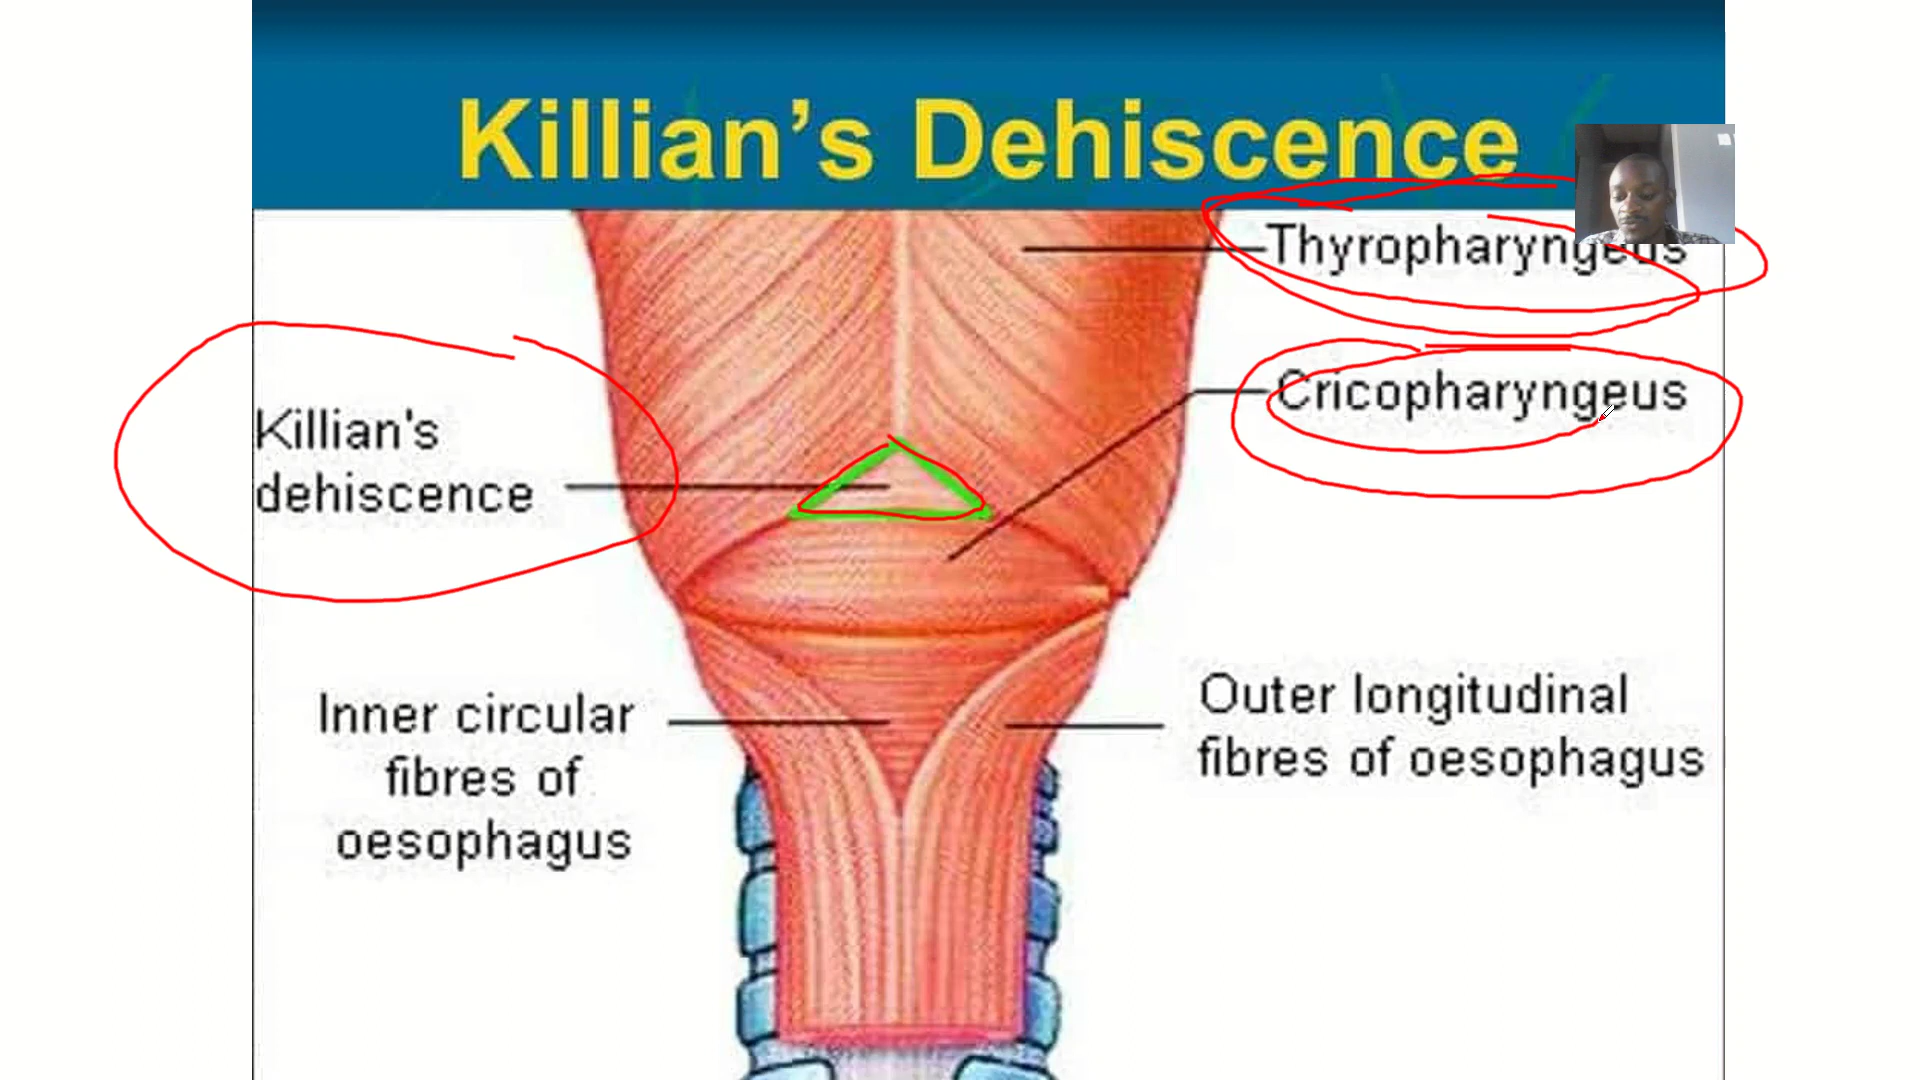 Killian's Dehiscence
Thyropharyngeus
Cricopharyngeus
Killian's
dehiscence
Inner circular
fibres of
oesophagus
Outer longitudinal
fibres of oesophagus